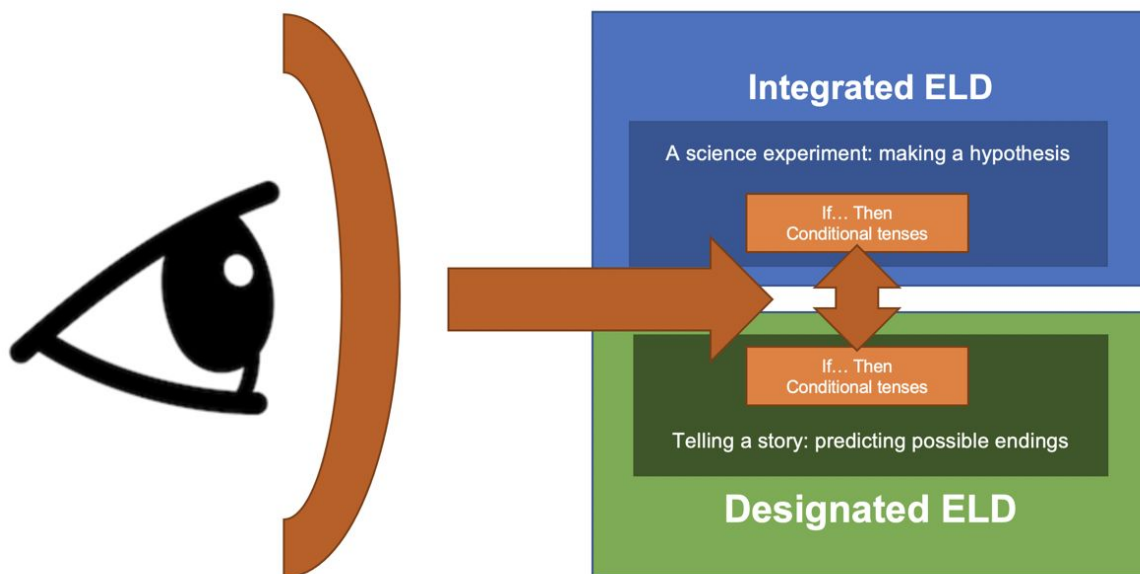 Integrated ELD
A science experiment: making a hypothesis
If... Then
Conditional tenses
If... Then
Conditional tenses
Telling a story: predicting possible endings
Designated ELD